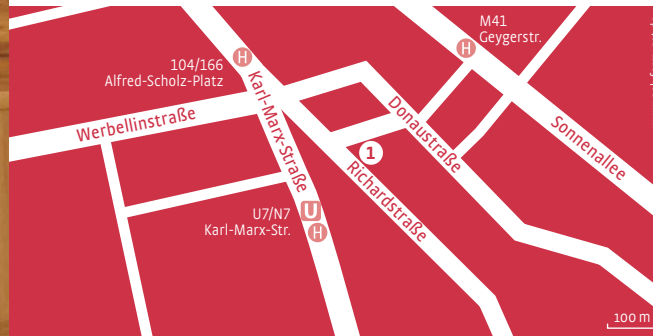 M41
Geygerstr.
H
104/166
Alfred-Scholz-Platz
H
Werbellinstraße
Karl-Marx-Straße
Donaustraße
Sonnenallee
1
Richardstraße
U7/N7
Karl-Marx-Str.
U
H
100 m